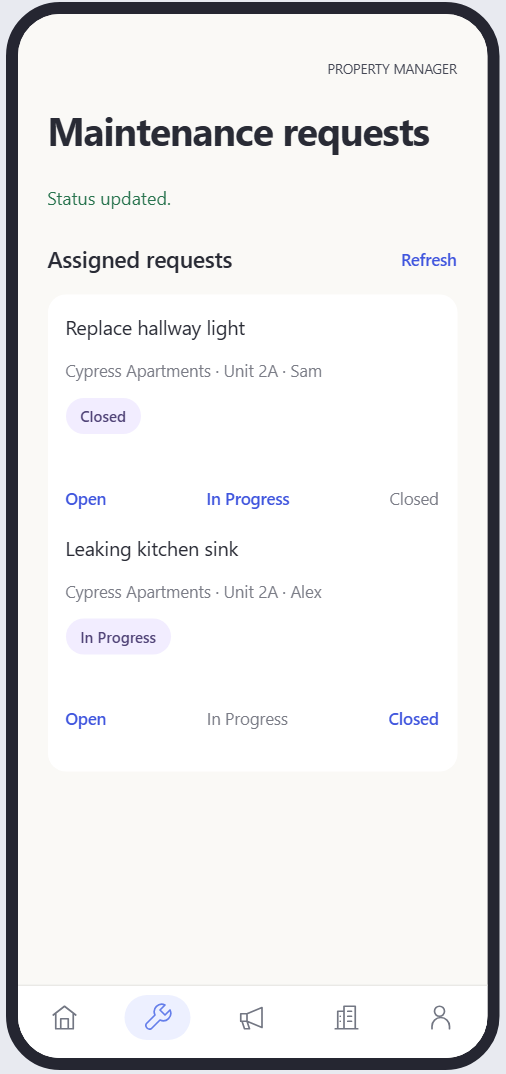 PROPERTY MANAGER
Maintenance requests
Status updated.
Assigned requests
Refresh
Replace hallway light
Cypress Apartments · Unit 2A · Sam
Closed
Open
In Progress
Closed
Leaking kitchen sink
Cypress Apartments · Unit 2A · Alex
In Progress
Open
In Progress
Closed